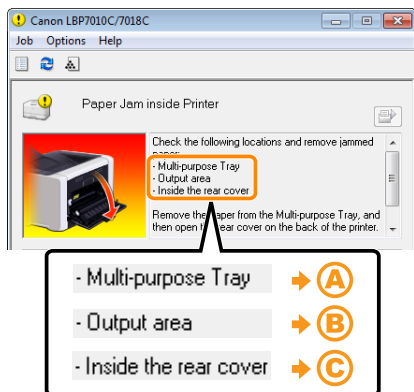 Canon LBP7010C/7018C
Job Options Help
Paper Jam inside Printer
Check the following locations and remove jammed
paper.
- Multi-purpose Tray
- Output area
- Inside the rear cover
Remove the paper from the Multi-purpose Tray, and
then open the rear cover on the back of the printer.
- Multi-purpose Tray A
- Output area B
- Inside the rear cover C